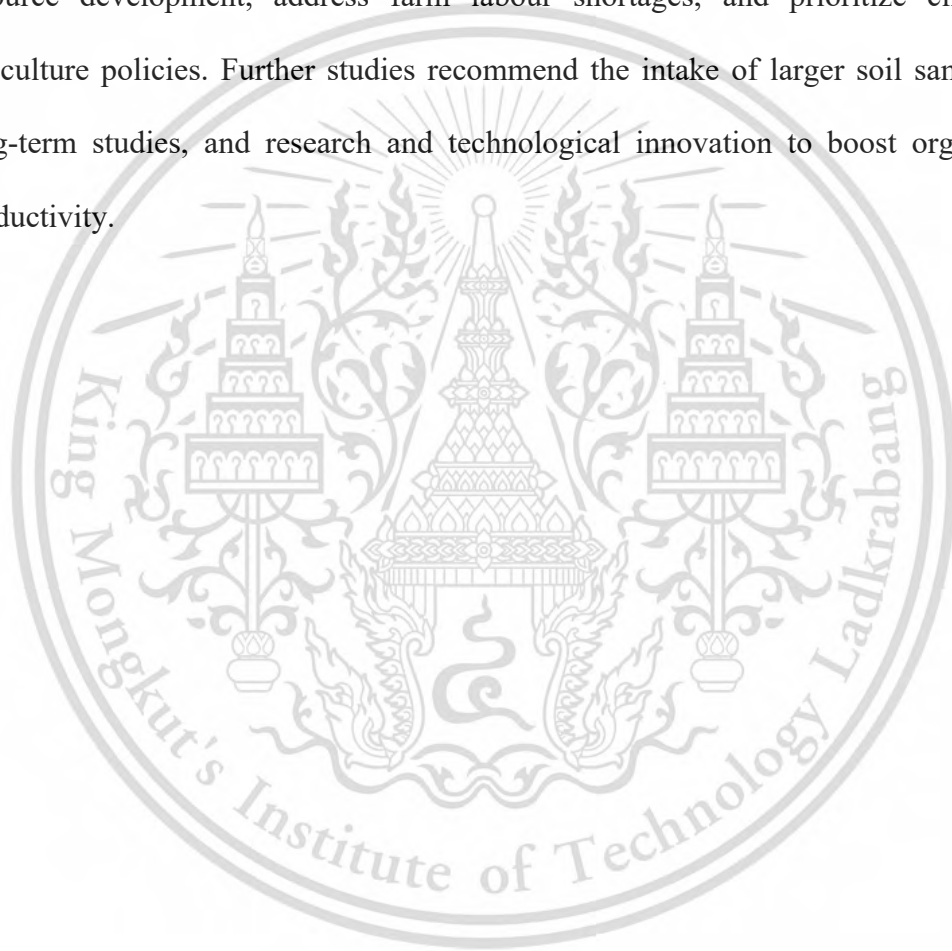 development, address farm labour shortages, and prioritize
culture policies. Further studies recommend the intake of larger soil
-term studies, and research and technological innovation to boost
ductivity.
King Mongkut's Institute of Technology Ladkrabang